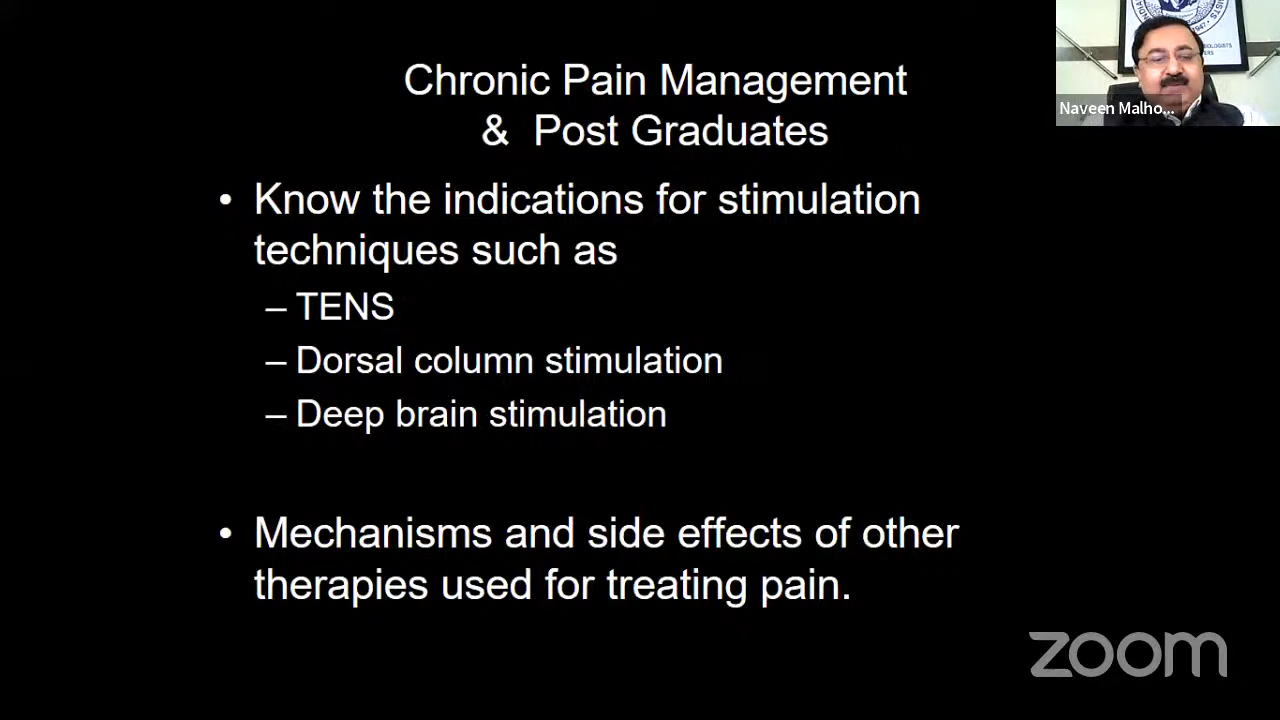 Chronic Pain Management
& Post Graduates
• Know the indications for stimulation
techniques such as
– TENS
– Dorsal column stimulation
– Deep brain stimulation
• Mechanisms and side effects of other
therapies used for treating pain.
Naveen Malho...
zoom